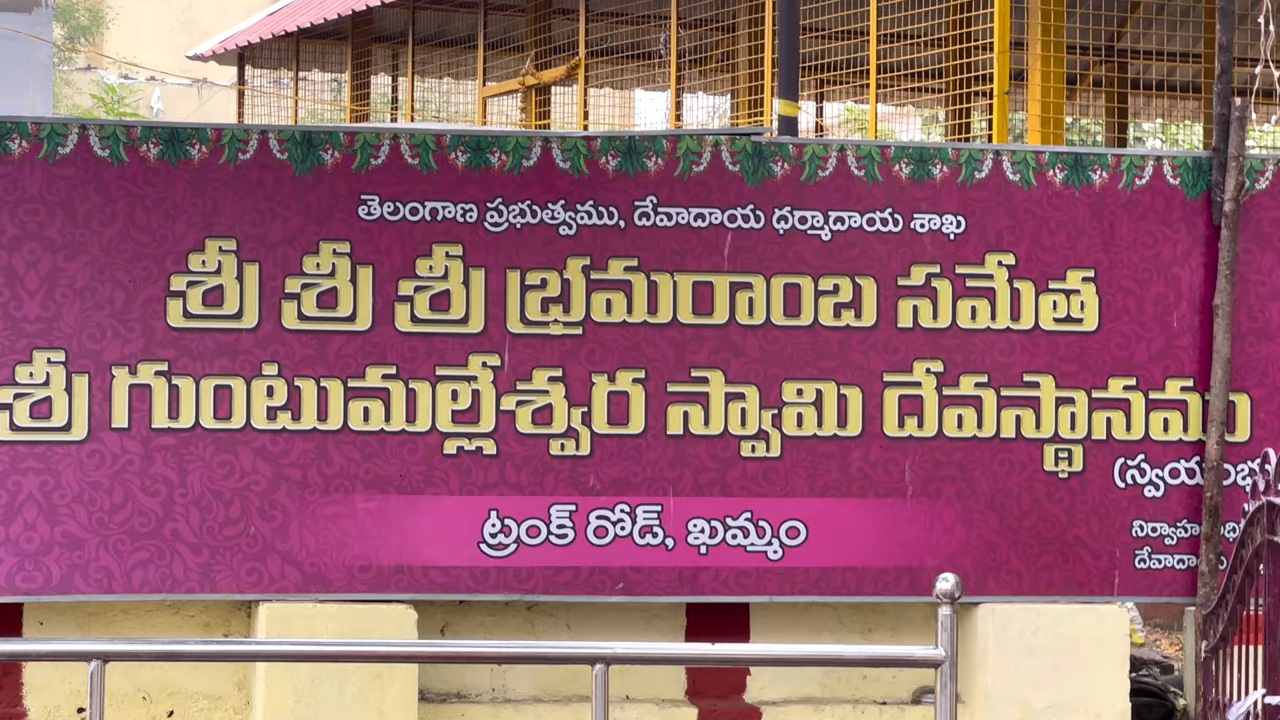 తెలంగాణ ప్రభుత్వము, దేవాదాయ ధర్మాదాయ శాఖ
శ్రీ శ్రీ శ్రీ భ్రమరాంబ సమేత
శ్రీ గుంటుమల్లేశ్వర స్వామి దేవస్థానము
ట్రంక్ రోడ్, ఖమ్మం